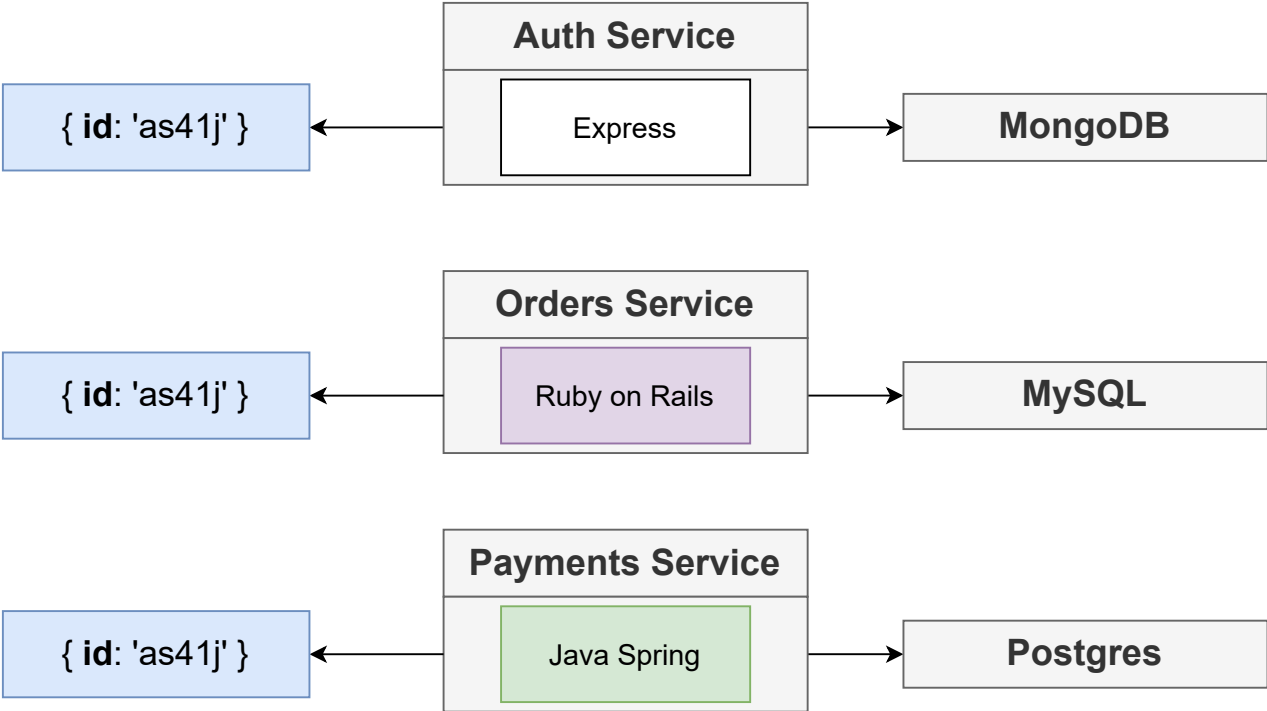 Auth Service
{ id: 'as41j' }
Express
MongoDB
Orders Service
{ id: 'as41j' }
Ruby on Rails
MySQL
Payments Service
{ id: 'as41j' }
Java Spring
Postgres